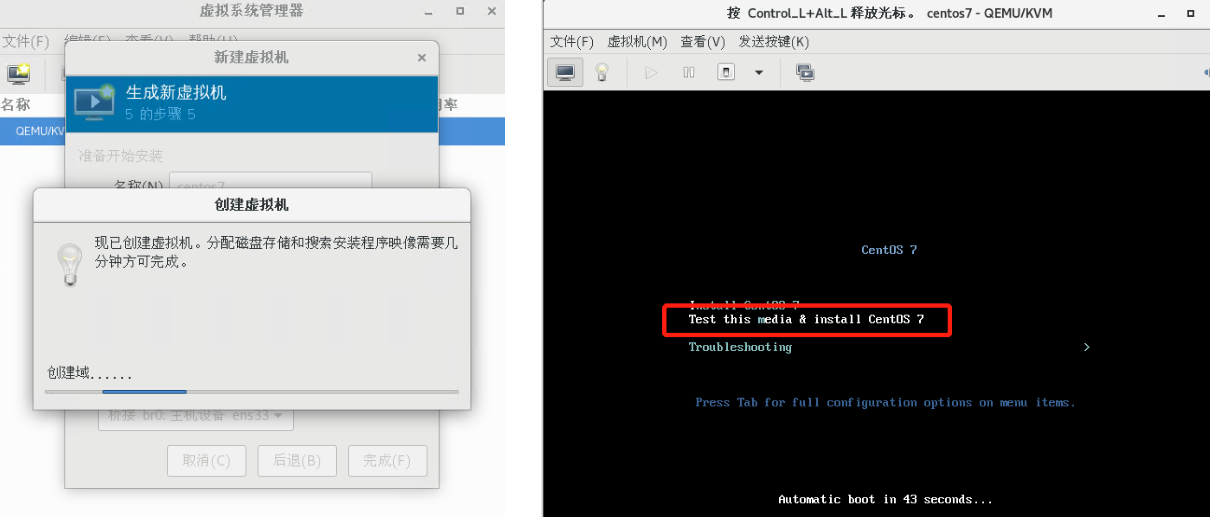 虚拟系统管理器
文件(F) 编辑(E) 查看(V) 帮助(H)
新建虚拟机
生成新虚拟机
5 的步骤 5
名称
用率
QEMU/KV
准备开始安装
名称(N) centos7
创建虚拟机
现已创建虚拟机。分配磁盘存储和搜索安装程序映像需要几
分钟方可完成。
创建域......
桥接 br0: 主机设备 ens33
取消(C) 后退(B) 完成(F)
按 Control_L+Alt_L 释放光标。 centos7 - QEMU/KVM
文件(F) 虚拟机(M) 查看(V) 发送按键(K)
CentOS 7
Install CentOS 7
Test this media & install CentOS 7
Troubleshooting >
Press Tab for full configuration options on menu items.
Automatic boot in 43 seconds...